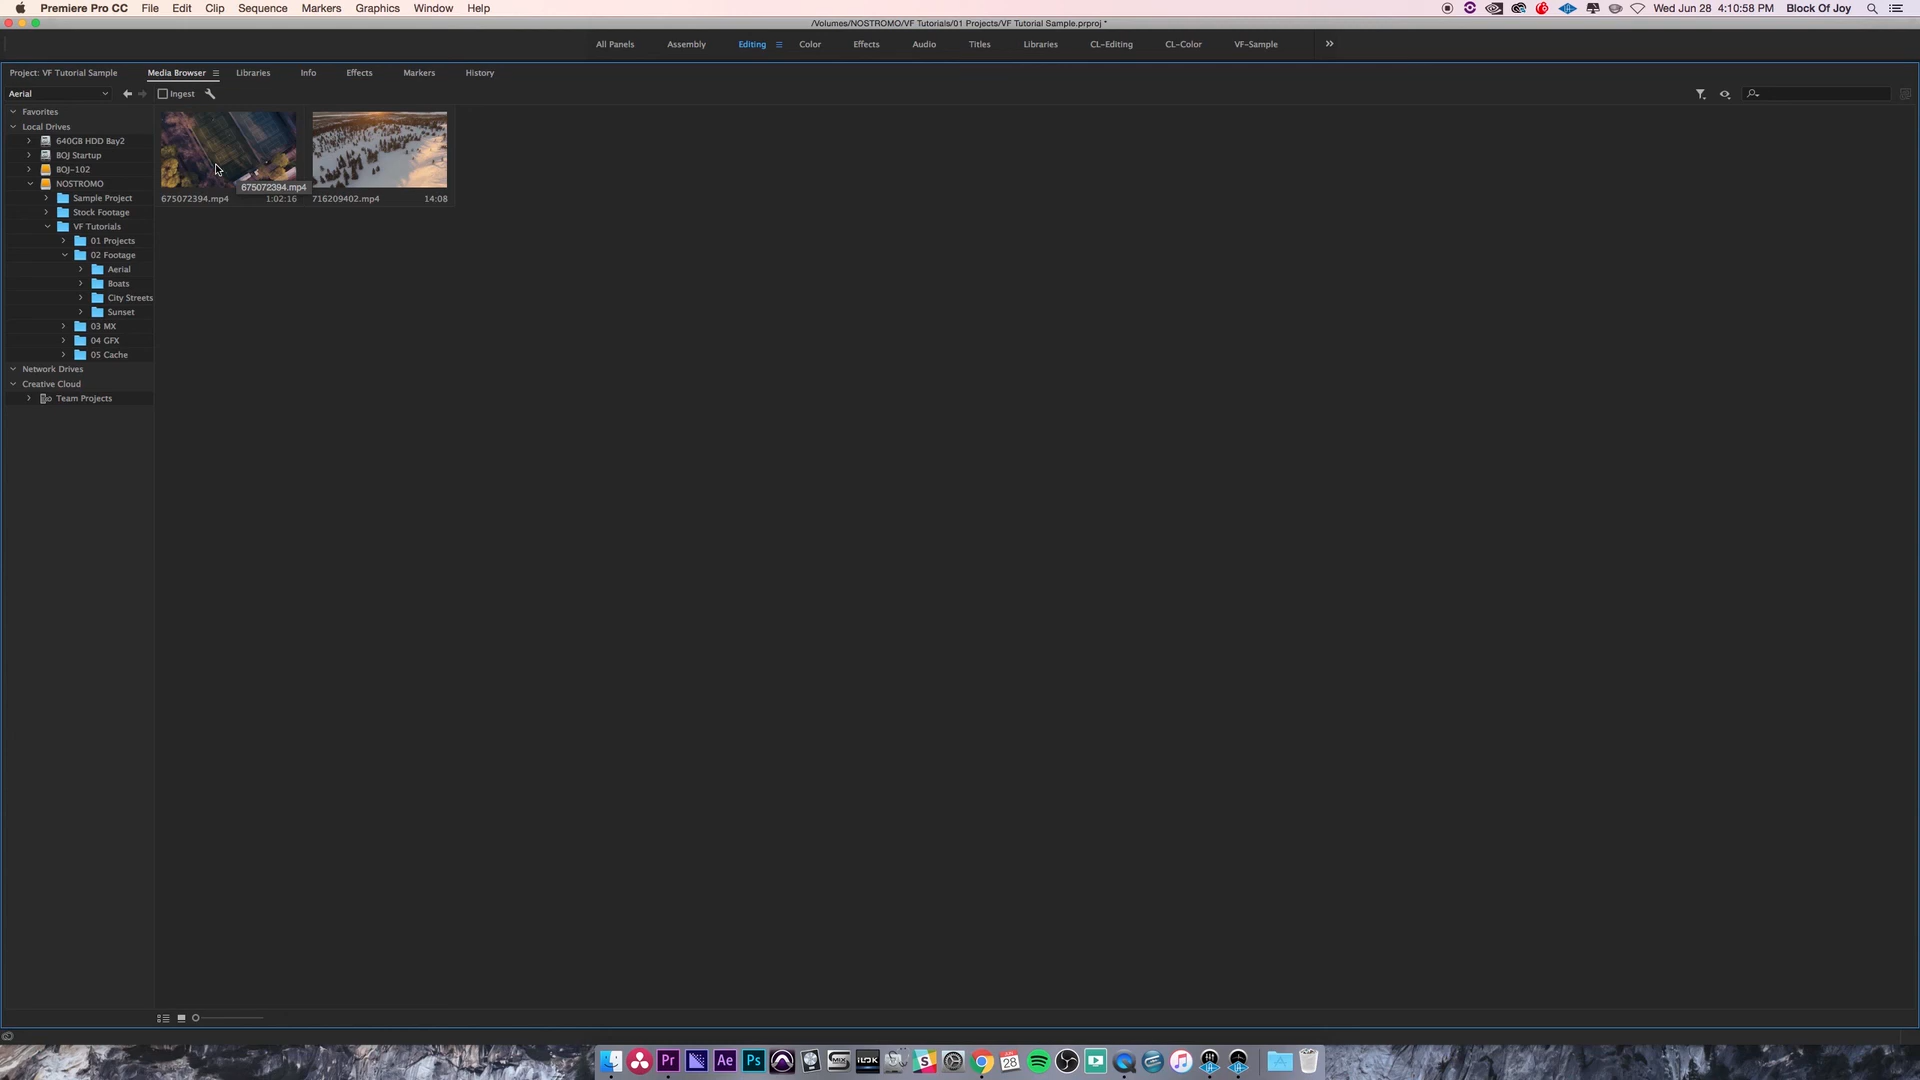 Premiere Pro CC File Edit Clip Sequence Markers Graphics Window Help Wed Jun 28 4:10:58 PM Block Of Joy
/Volumes/NOSTROMO/VF Tutorials/01 Projects/VF Tutorial Sample.prproj *
All Panels Assembly Editing Color Effects Audio Titles Libraries CL-Editing CL-Color VF-Sample
Project: VF Tutorial Sample Media Browser Libraries Info Effects Markers History
Aerial Ingest
Favorites
Local Drives
640GB HDD Bay2
BOJ Startup
BOJ-102
NOSTROMO
Sample Project
Stock Footage
VF Tutorials
01 Projects
02 Footage
Aerial
Boats
City Streets
Sunset
03 MX
04 GFX
05 Cache
Network Drives
Creative Cloud
Team Projects
675072394.mp4
675072394.mp4 1:02:16 716209402.mp4 14:08
Pr Ae Ps
28